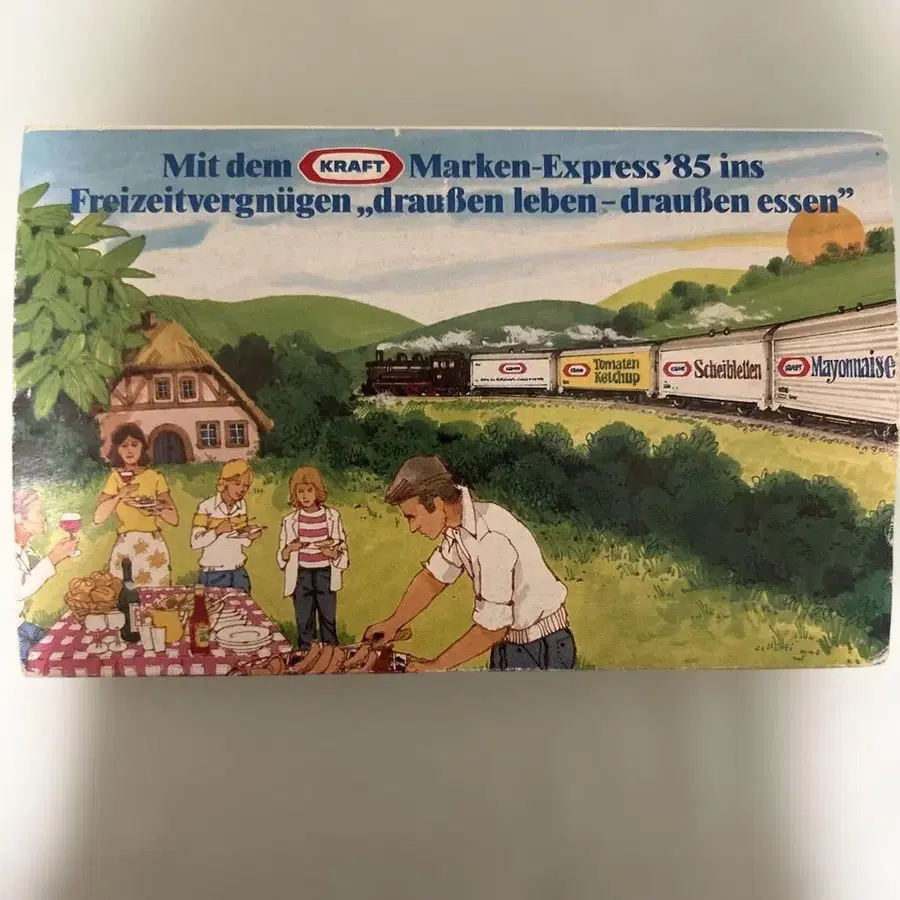 Mit dem KRAFT Marken-Express '85 ins
Freizeitvergnügen „draußen leben – draußen essen”
KRAFT
KRAFT Tomaten
Ketchup
KRAFT Scheibletten
KRAFT Mayonnaise